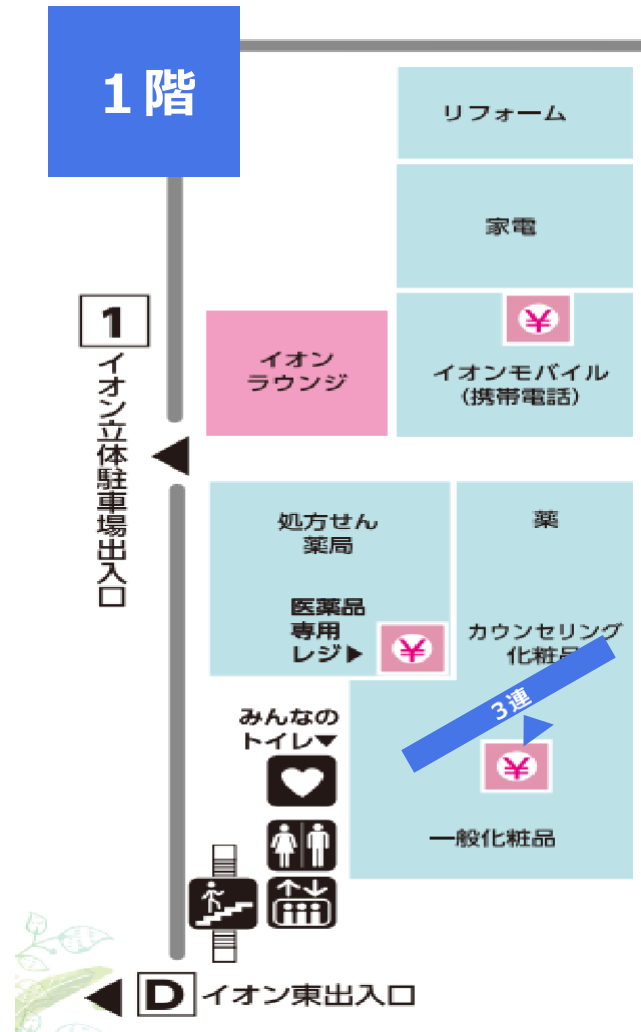 1階
リフォーム
家電
¥
イオンモバイル
(携帯電話)
イオン
ラウンジ
1
イオン立体駐車場出入口
処方せん
薬局
医薬品
専用
レジ▶
¥
薬
カウンセリング
化粧品
3連
¥
一般化粧品
みんなの
トイレ▼
D イオン東出入口